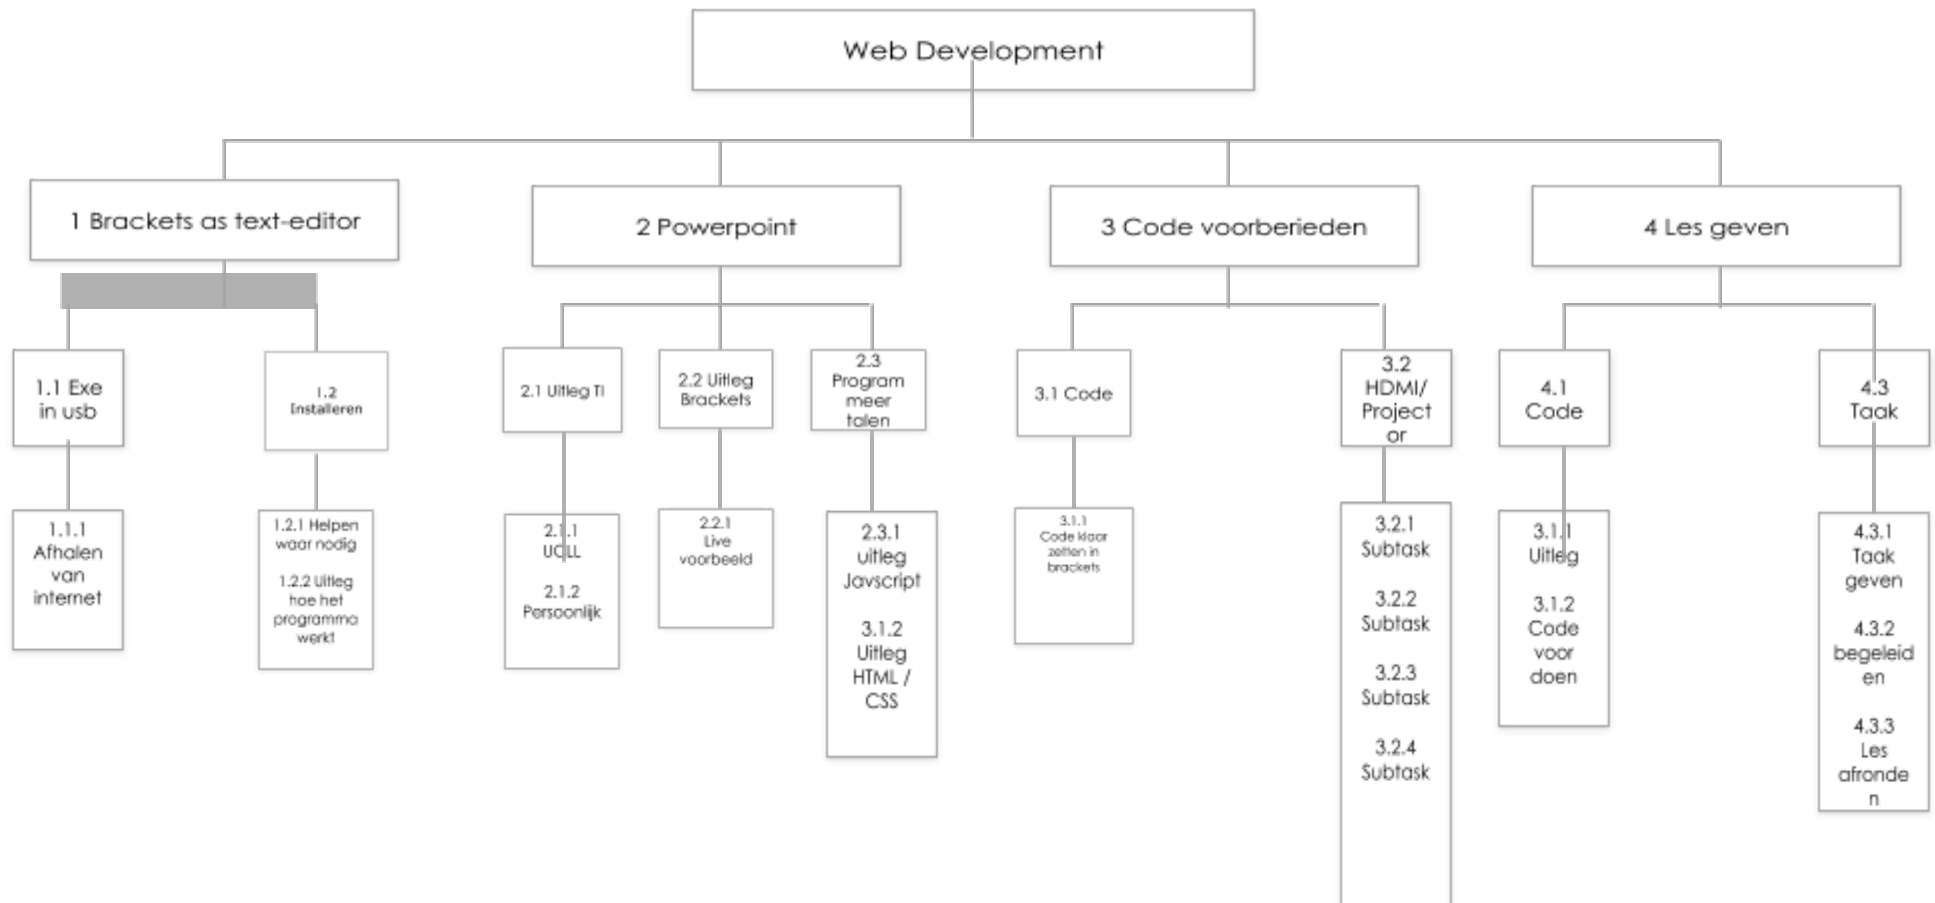 Web Development
1 Brackets as text-editor
2 Powerpoint
3 Code voorberieden
4 Les geven
1.1 Exe
in usb
1.2
Installeren
2.1 Uitleg TI
2.2 Uitleg
Brackets
2.3
Program
meer
talen
3.1 Code
3.2
HDMI/
Project
or
4.1
Code
4.3
Taak
1.1.1
Afhalen
van
internet
1.2.1 Helpen
waar nodig
1.2.2 Uitleg
hoe het
programma
werkt
2.1.1
UCLL
2.1.2
Persoonlijk
2.2.1
Live
voorbeeld
2.3.1
uitleg
Javscript
3.1.2
Uitleg
HTML /
CSS
3.1.1
Code klaar
zetten in
brackets
3.2.1
Subtask
3.2.2
Subtask
3.2.3
Subtask
3.2.4
Subtask
3.1.1
Uitleg
3.1.2
Code
voor
doen
4.3.1
Taak
geven
4.3.2
begeleid
en
4.3.3
Les
afronde
n